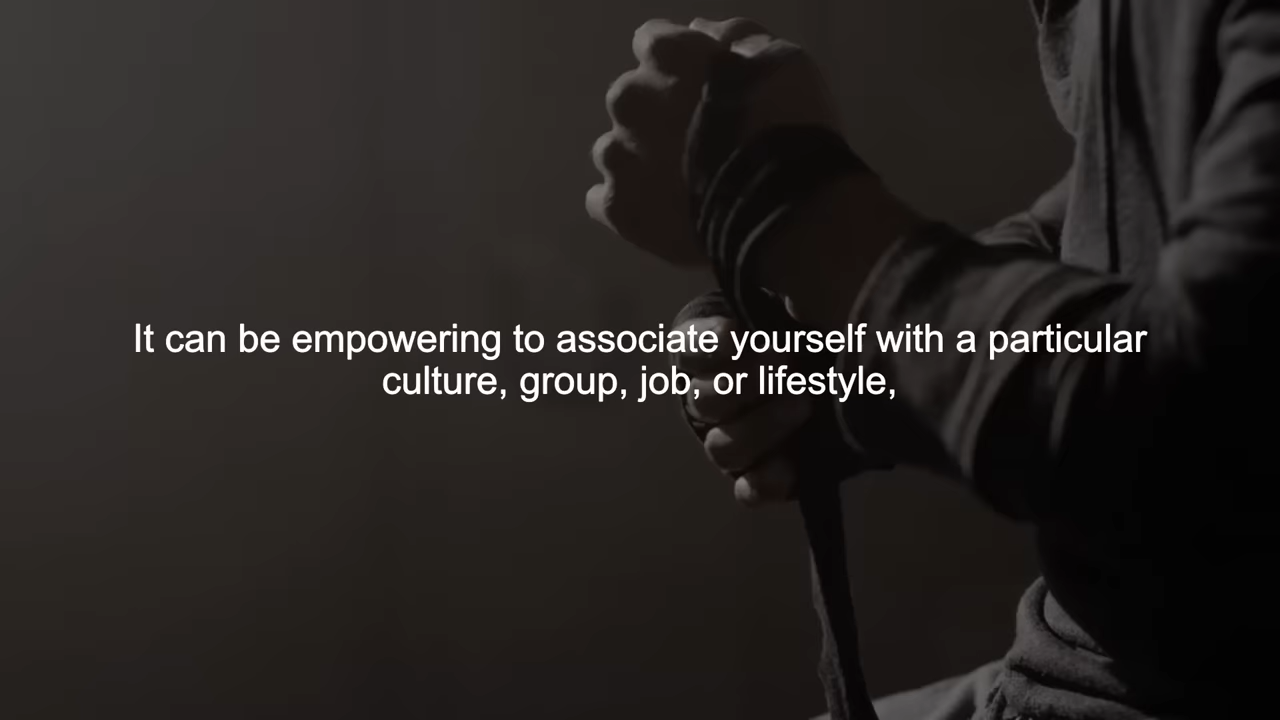 It can be empowering to associate yourself with a particular
culture, group, job, or lifestyle,